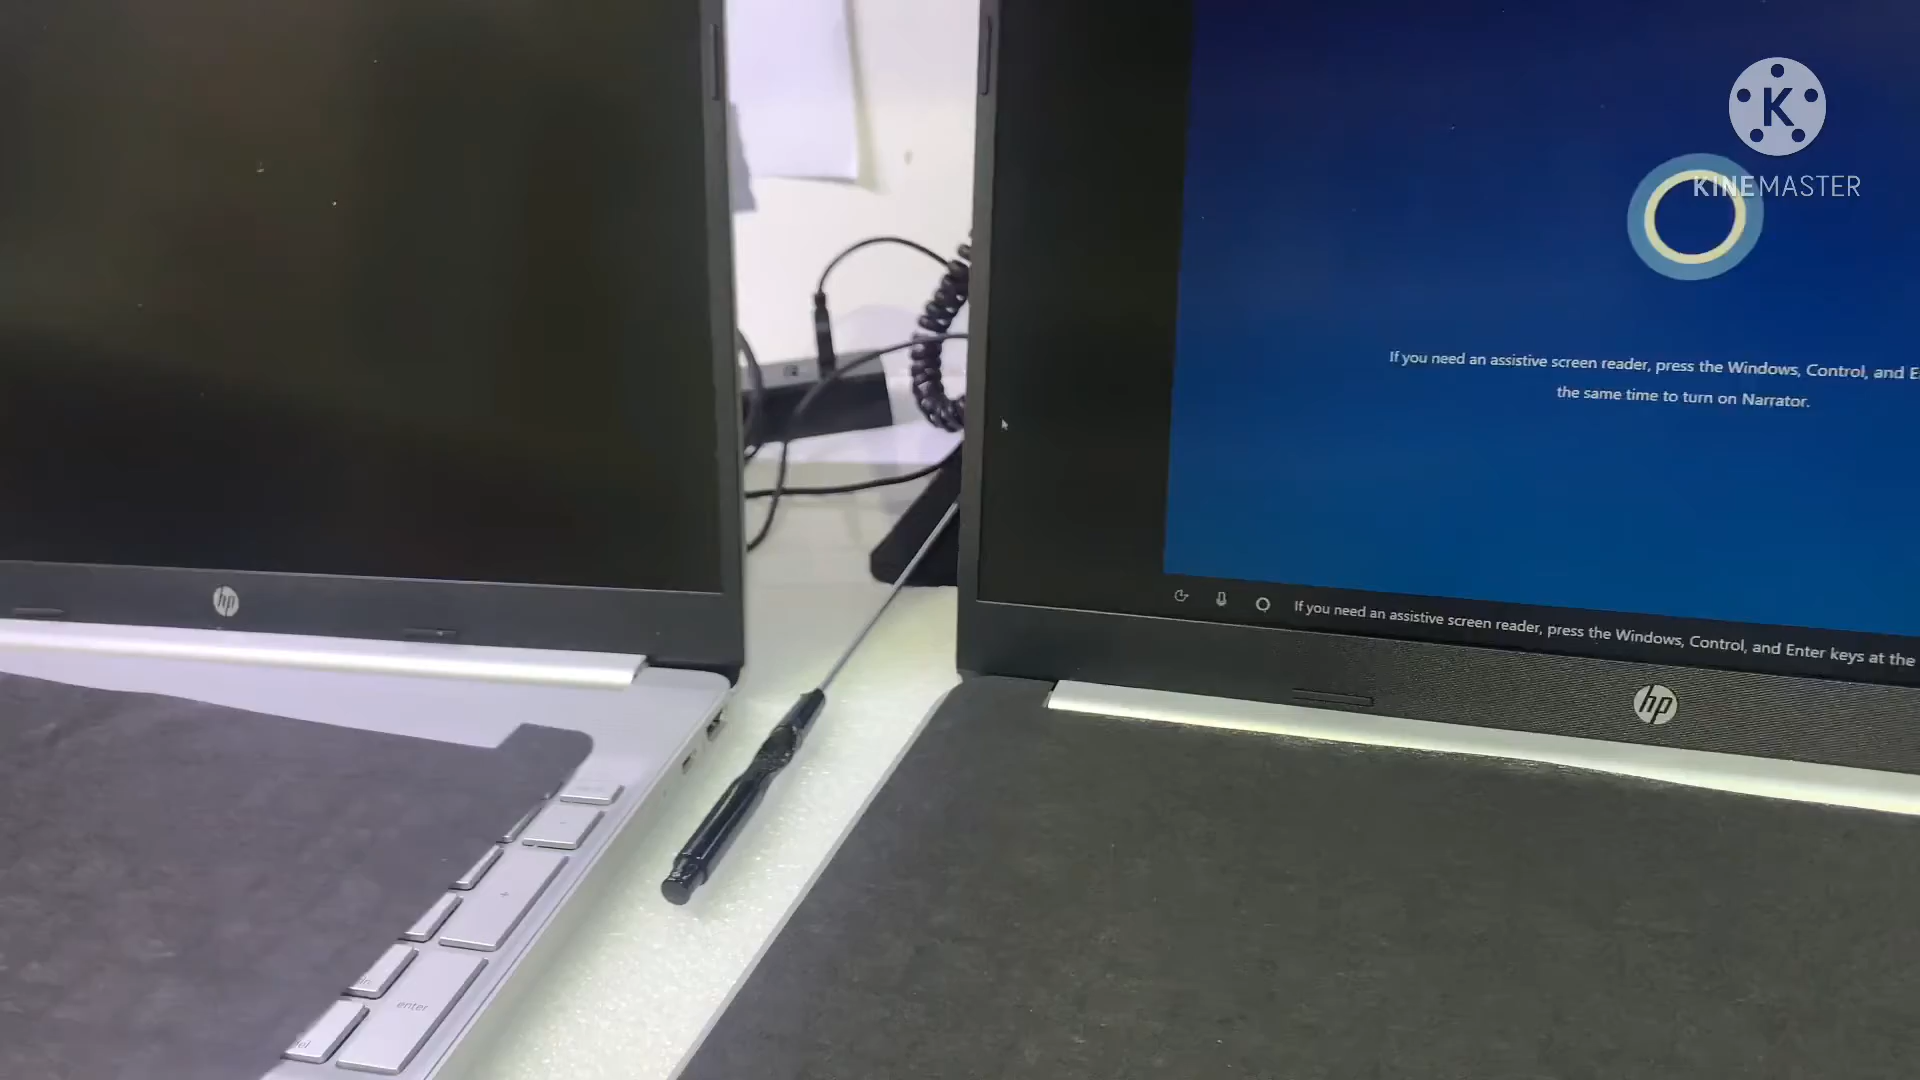 K
KINEMASTER
If you need an assistive screen reader, press the Windows, Control, and
the same time to turn on Narrator.
If you need an assistive screen reader, press the Windows, Control, and Enter keys at the
hp
hp
enter